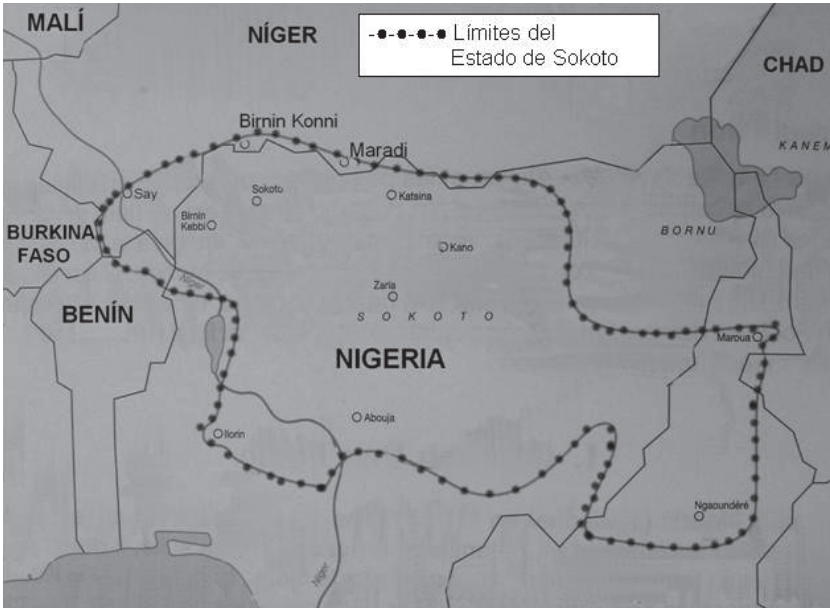 MALÍ
NÍGER
Límites del
Estado de Sokoto
CHAD
Birnin Konni
Maradi
KANEM
Say
Sokoto
Katsina
Birnin
Kebbi
BURKINA
FASO
BORNU
Kano
Niger
Zaria
BENÍN
SOKOTO
Maroua
NIGERIA
Abouja
Ilorin
Ngaoundéré
Niger